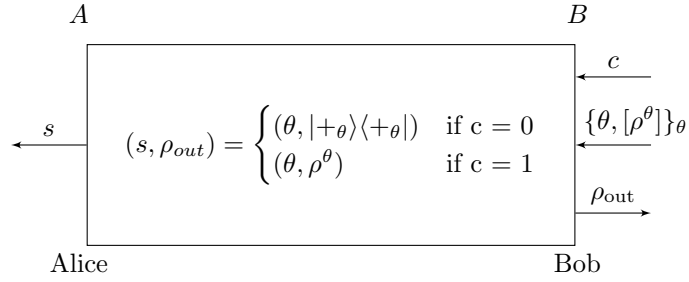 A B
c
s
{θ, [ρ^θ]}_θ
(s, ρ_out) = { (θ, |+_θ⟩⟨+_θ|) if c = 0
(θ, ρ^θ) if c = 1
ρ_out
Alice Bob